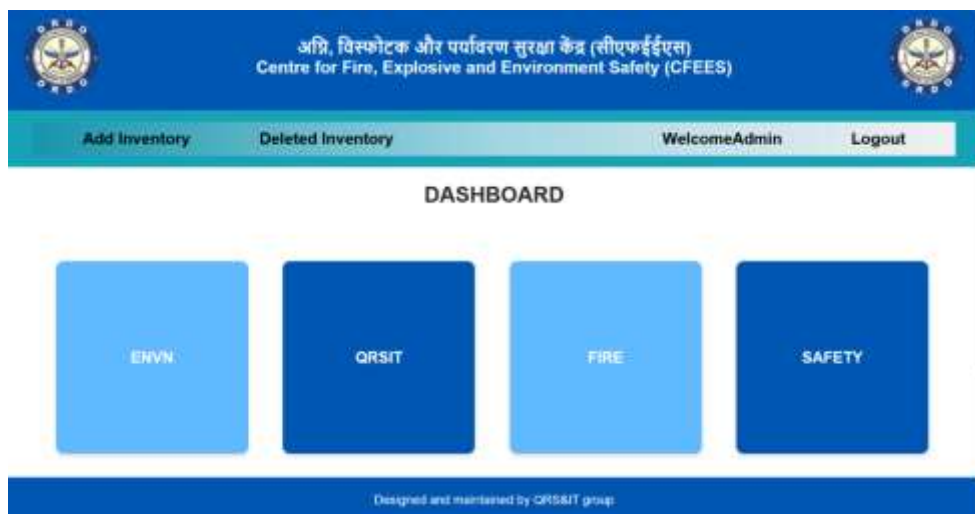 अग्नि, विस्फोटक और पर्यावरण सुरक्षा केंद्र (सीएफईईएस)
Centre for Fire, Explosive and Environment Safety (CFEES)
Add Inventory Deleted Inventory WelcomeAdmin Logout
DASHBOARD
ENVN QRSIT FIRE SAFETY
Designed and maintained by QRS&IT group